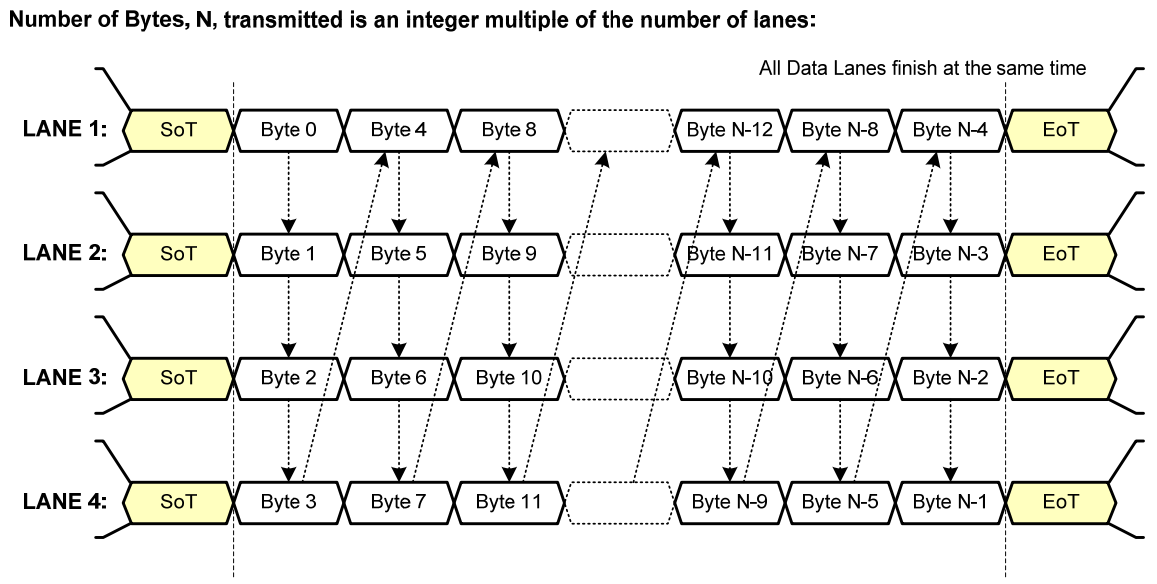 Number of Bytes, N, transmitted is an integer multiple of the number of lanes:
All Data Lanes finish at the same time
LANE 1: SoT Byte 0 Byte 4 Byte 8 Byte N-12 Byte N-8 Byte N-4 EoT
LANE 2: SoT Byte 1 Byte 5 Byte 9 Byte N-11 Byte N-7 Byte N-3 EoT
LANE 3: SoT Byte 2 Byte 6 Byte 10 Byte N-10 Byte N-6 Byte N-2 EoT
LANE 4: SoT Byte 3 Byte 7 Byte 11 Byte N-9 Byte N-5 Byte N-1 EoT